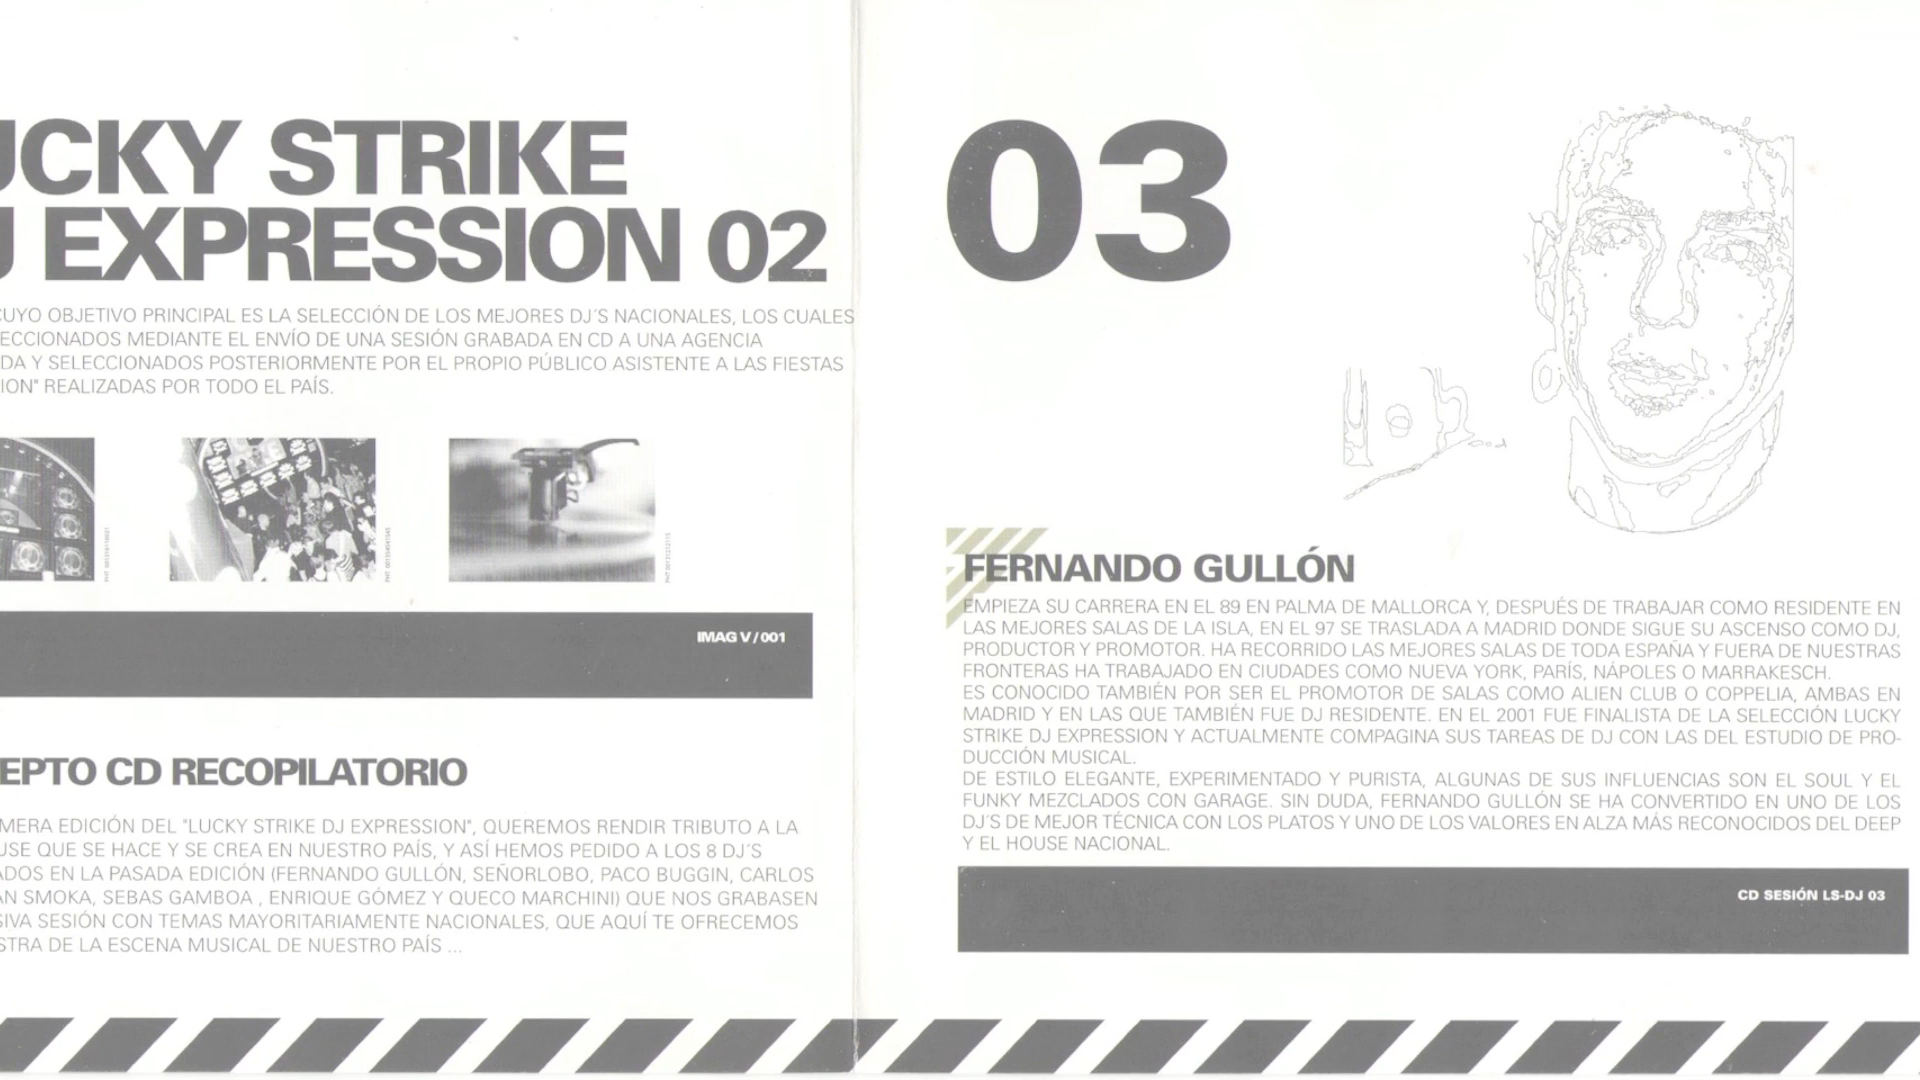 UCKY STRIKE
J EXPRESSION 02
CUYO OBJETIVO PRINCIPAL ES LA SELECCIÓN DE LOS MEJORES DJ´S NACIONALES, LOS CUALES
ECCIONADOS MEDIANTE EL ENVÍO DE UNA SESIÓN GRABADA EN CD A UNA AGENCIA
DA Y SELECCIONADOS POSTERIORMENTE POR EL PROPIO PÚBLICO ASISTENTE A LAS FIESTAS
ION" REALIZADAS POR TODO EL PAÍS.
IMAG V / 001
EPTO CD RECOPILATORIO
MERA EDICIÓN DEL "LUCKY STRIKE DJ EXPRESSION", QUEREMOS RENDIR TRIBUTO A LA
USE QUE SE HACE Y SE CREA EN NUESTRO PAÍS, Y ASÍ HEMOS PEDIDO A LOS 8 DJ´S
ADOS EN LA PASADA EDICIÓN (FERNANDO GULLÓN, SEÑORLOBO, PACO BUGGIN, CARLOS
AN SMOKA, SEBAS GAMBOA , ENRIQUE GÓMEZ Y QUECO MARCHINI) QUE NOS GRABASEN
SIVA SESIÓN CON TEMAS MAYORITARIAMENTE NACIONALES, QUE AQUÍ TE OFRECEMOS
STRA DE LA ESCENA MUSICAL DE NUESTRO PAÍS ...
03
FERNANDO GULLÓN
EMPIEZA SU CARRERA EN EL 89 EN PALMA DE MALLORCA Y, DESPUÉS DE TRABAJAR COMO RESIDENTE EN
LAS MEJORES SALAS DE LA ISLA, EN EL 97 SE TRASLADA A MADRID DONDE SIGUE SU ASCENSO COMO DJ,
PRODUCTOR Y PROMOTOR. HA RECORRIDO LAS MEJORES SALAS DE TODA ESPAÑA Y FUERA DE NUESTRAS
FRONTERAS HA TRABAJADO EN CIUDADES COMO NUEVA YORK, PARÍS, NÁPOLES O MARRAKESCH.
ES CONOCIDO TAMBIÉN POR SER EL PROMOTOR DE SALAS COMO ALIEN CLUB O COPPELIA, AMBAS EN
MADRID Y EN LAS QUE TAMBIÉN FUE DJ RESIDENTE. EN EL 2001 FUE FINALISTA DE LA SELECCIÓN LUCKY
STRIKE DJ EXPRESSION Y ACTUALMENTE COMPAGINA SUS TAREAS DE DJ CON LAS DEL ESTUDIO DE PRO-
DUCCIÓN MUSICAL.
DE ESTILO ELEGANTE, EXPERIMENTADO Y PURISTA, ALGUNAS DE SUS INFLUENCIAS SON EL SOUL Y EL
FUNKY MEZCLADOS CON GARAGE. SIN DUDA, FERNANDO GULLÓN SE HA CONVERTIDO EN UNO DE LOS
DJ´S DE MEJOR TÉCNICA CON LOS PLATOS Y UNO DE LOS VALORES EN ALZA MÁS RECONOCIDOS DEL DEEP
Y EL HOUSE NACIONAL.
CD SESIÓN LS-DJ 03